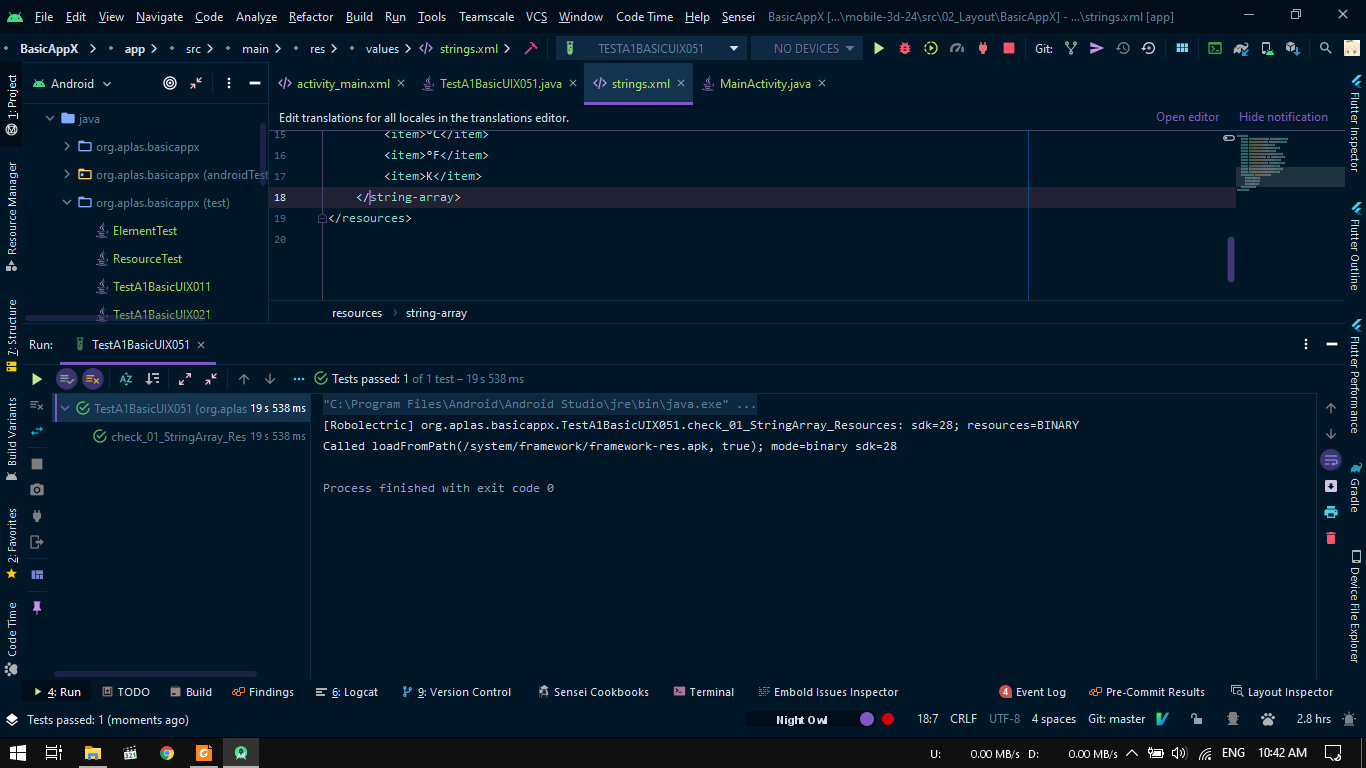 File Edit View Navigate Code Analyze Refactor Build Run Tools Teamscale VCS Window Code Time Help Sensei BasicAppX [...\mobile-3d-24\src\02_Layout\BasicAppX] - ...\strings.xml [app]
BasicAppX app src main res values strings.xml TESTA1BASICUIX051 NO DEVICES Git:
Android
activity_main.xml TestA1BasicUIX051.java strings.xml MainActivity.java
Edit translations for all locales in the translations editor. Open editor Hide notification
java
org.aplas.basicappx
org.aplas.basicappx (androidTest
org.aplas.basicappx (test)
ElementTest
ResourceTest
TestA1BasicUIX011
TestA1BasicUIX021
15 <item>°C</item>
16 <item>°F</item>
17 <item>K</item>
18 </string-array>
19 </resources>
20
resources string-array
1: Project
Resource Manager
7: Structure
Build Variants
2: Favorites
Code Time
Flutter Inspector
Flutter Outline
Flutter Performance
Gradle
Device File Explorer
Run: TestA1BasicUIX051
Tests passed: 1 of 1 test – 19 s 538 ms
TestA1BasicUIX051 (org.aplas 19 s 538 ms
check_01_StringArray_Res 19 s 538 ms
"C:\Program Files\Android\Android Studio\jre\bin\java.exe" ...
[Robolectric] org.aplas.basicappx.TestA1BasicUIX051.check_01_StringArray_Resources: sdk=28; resources=BINARY
Called loadFromPath(/system/framework/framework-res.apk, true); mode=binary sdk=28
Process finished with exit code 0
4: Run TODO Build Findings 6: Logcat 9: Version Control Sensei Cookbooks Terminal Embold Issues Inspector 4 Event Log Pre-Commit Results Layout Inspector
Tests passed: 1 (moments ago) Night Owl 18:7 CRLF UTF-8 4 spaces Git: master 2.8 hrs
U: 0.00 MB/s D: 0.00 MB/s ENG 10:42 AM